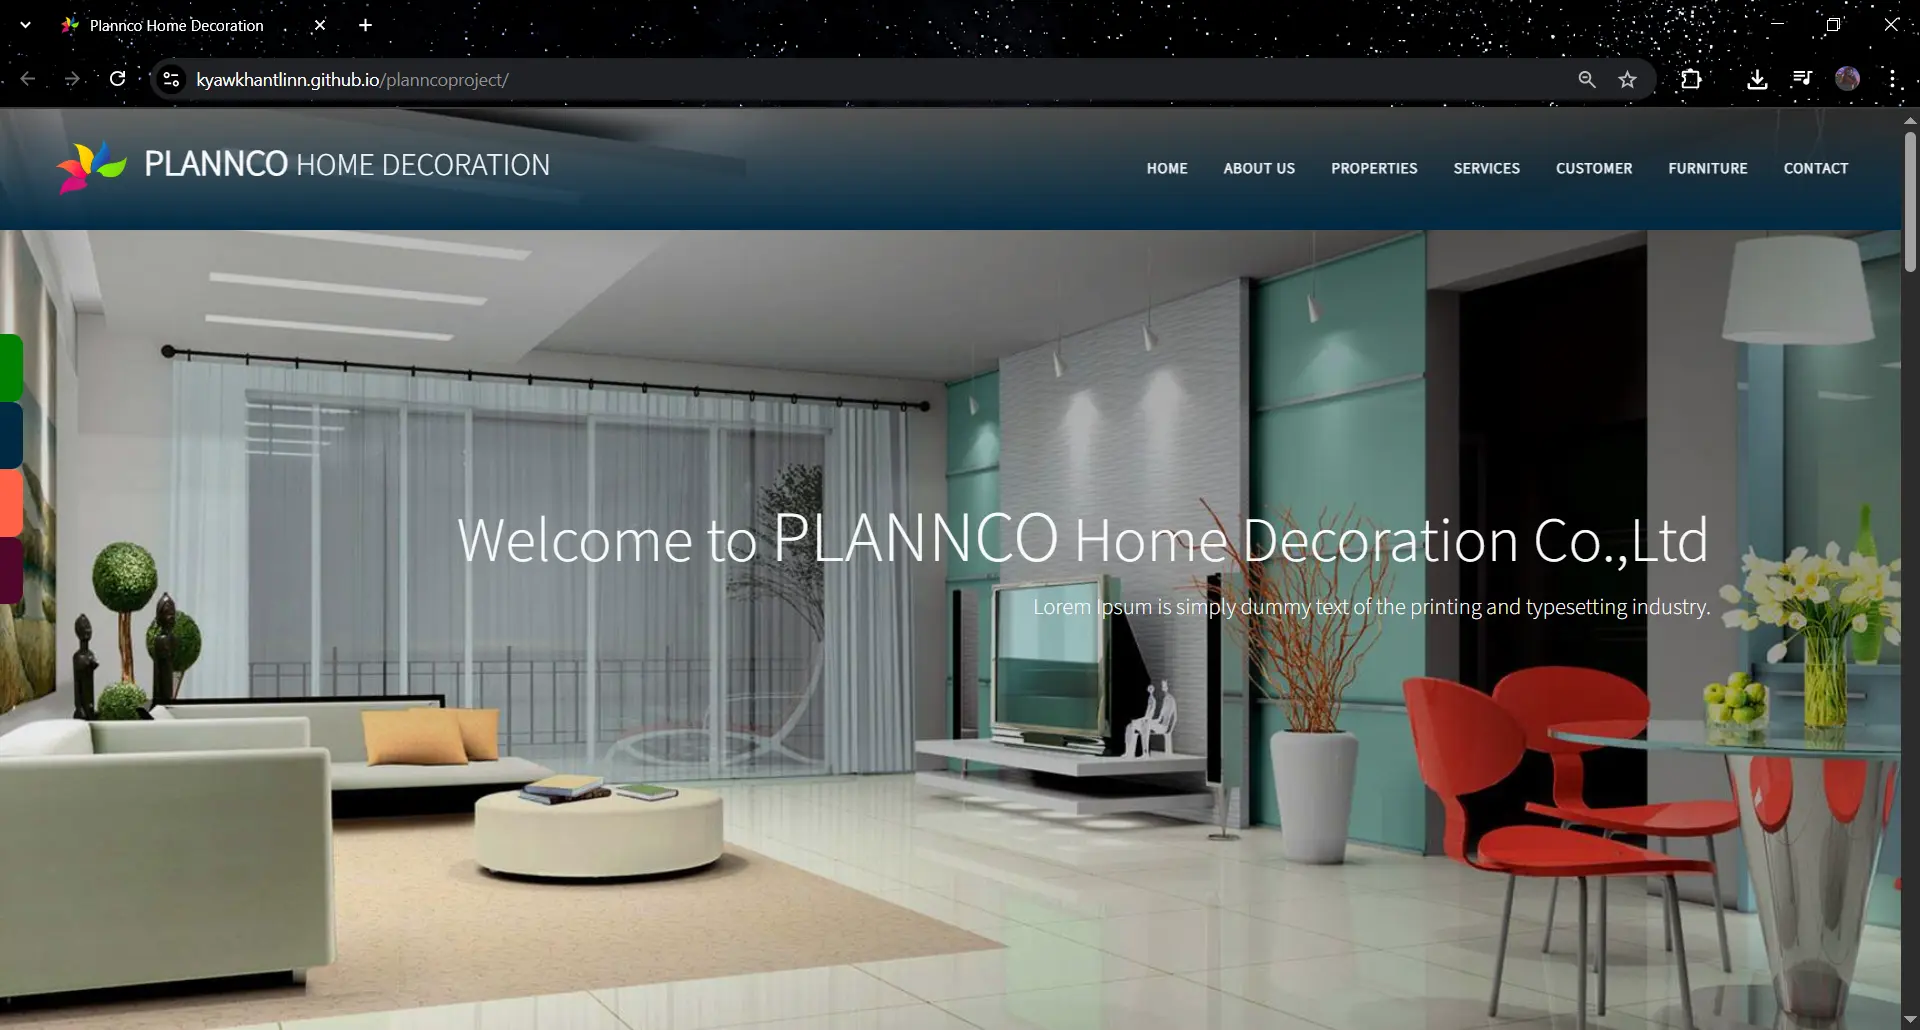 Plannco Home Decoration
kyawkhantlinn.github.io/planncoproject/
PLANNCO HOME DECORATION
HOME ABOUT US PROPERTIES SERVICES CUSTOMER FURNITURE CONTACT
Welcome to PLANNCO Home Decoration Co.,Ltd
Lorem Ipsum is simply dummy text of the printing and typesetting industry.